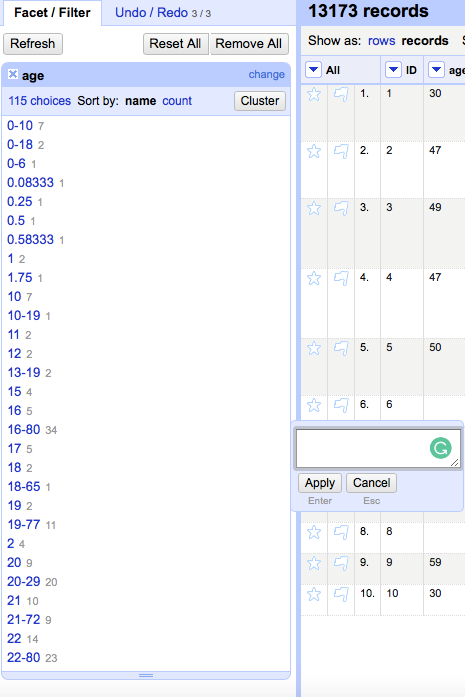 Facet / Filter Undo / Redo 3 / 3
Refresh Reset All Remove All
age change
115 choices Sort by: name count Cluster
0-10 7
0-18 2
0-6 1
0.08333 1
0.25 1
0.5 1
0.58333 1
1 2
1.75 1
10 7
10-19 1
11 2
12 2
13-19 2
15 4
16 5
16-80 34
17 5
18 2
18-65 1
19 2
19-77 11
2 4
20 9
20-29 20
21 10
21-72 9
22 14
22-80 23
13173 records
Show as: rows records
All ID age
1. 1 30
2. 2 47
3. 3 49
4. 4 47
5. 5 50
6. 6
Apply Cancel
Enter Esc
8. 8
9. 9 59
10. 10 30